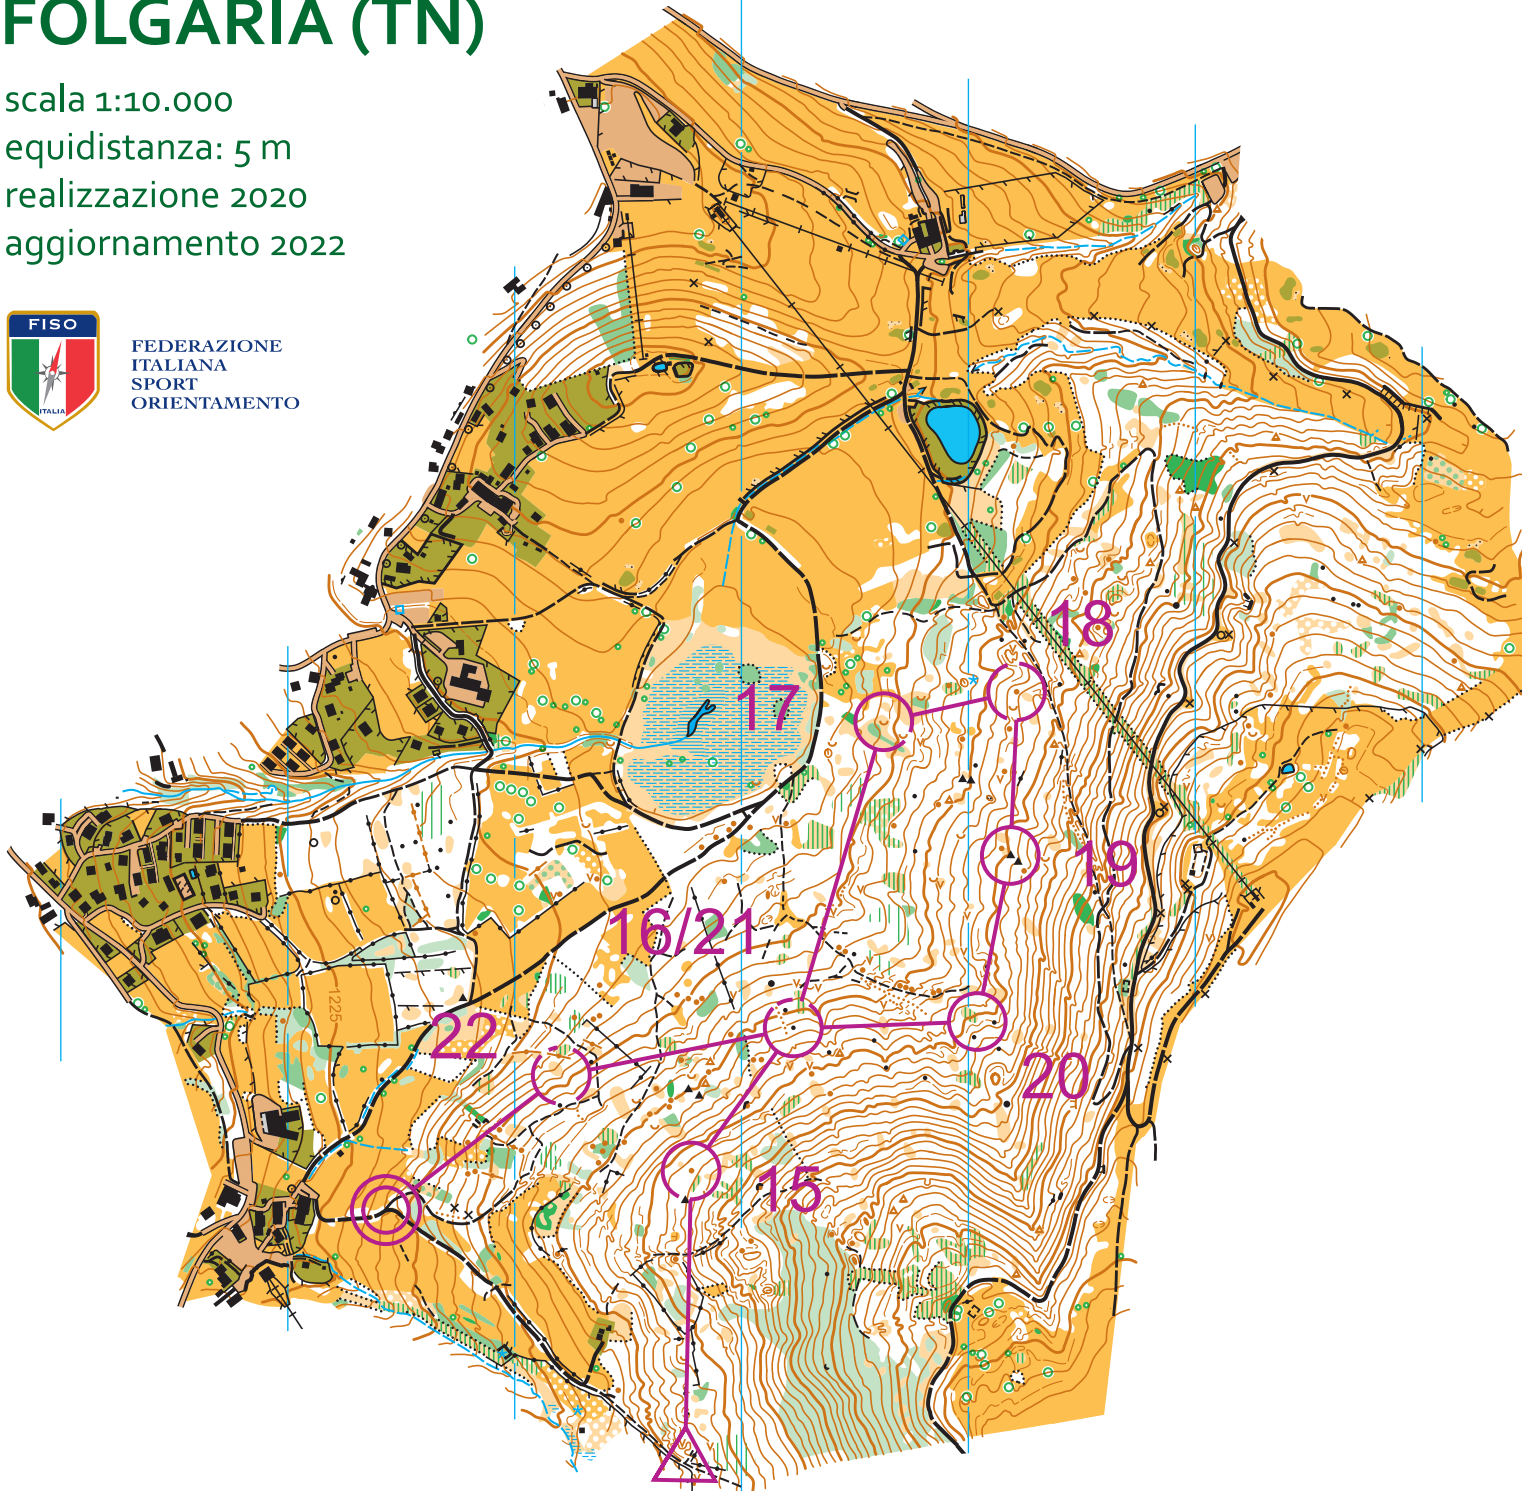 FOLGARIA (TN)
scala 1:10.000
equidistanza: 5 m
realizzazione 2020
aggiornamento 2022
FISO
ITALIA
FEDERAZIONE
ITALIANA
SPORT
ORIENTAMENTO
18
17
19
16/21
1225
22
20
15